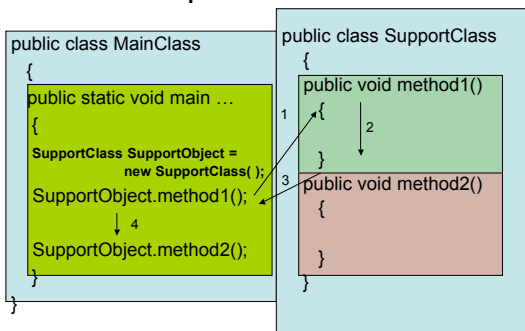 public class MainClass
{
public static void main …
{
SupportClass SupportObject =
new SupportClass( );
SupportObject.method1();
4
SupportObject.method2();
}
}
public class SupportClass
{
public void method1()
1
{
2
}
3
public void method2()
{
}
}